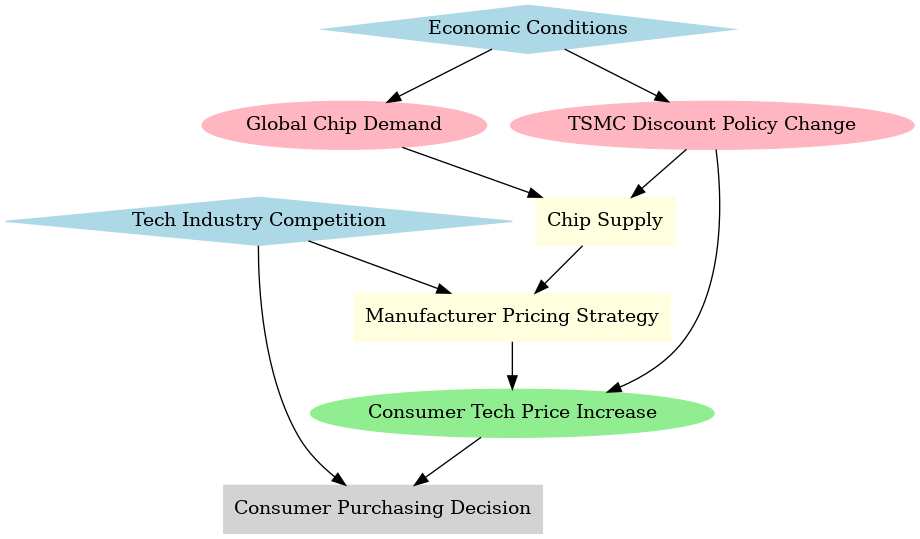 Economic Conditions
Global Chip Demand
TSMC Discount Policy Change
Tech Industry Competition
Chip Supply
Manufacturer Pricing Strategy
Consumer Tech Price Increase
Consumer Purchasing Decision